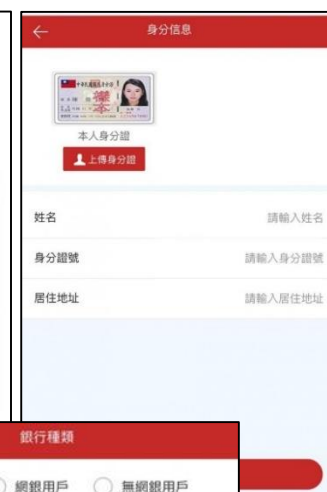 身分信息
本人身分證
上傳身分證
姓名 請輸入姓名
身分證號 請輸入身分證號
居住地址 請輸入居住地址
銀行種類
網銀用戶 無網銀用戶